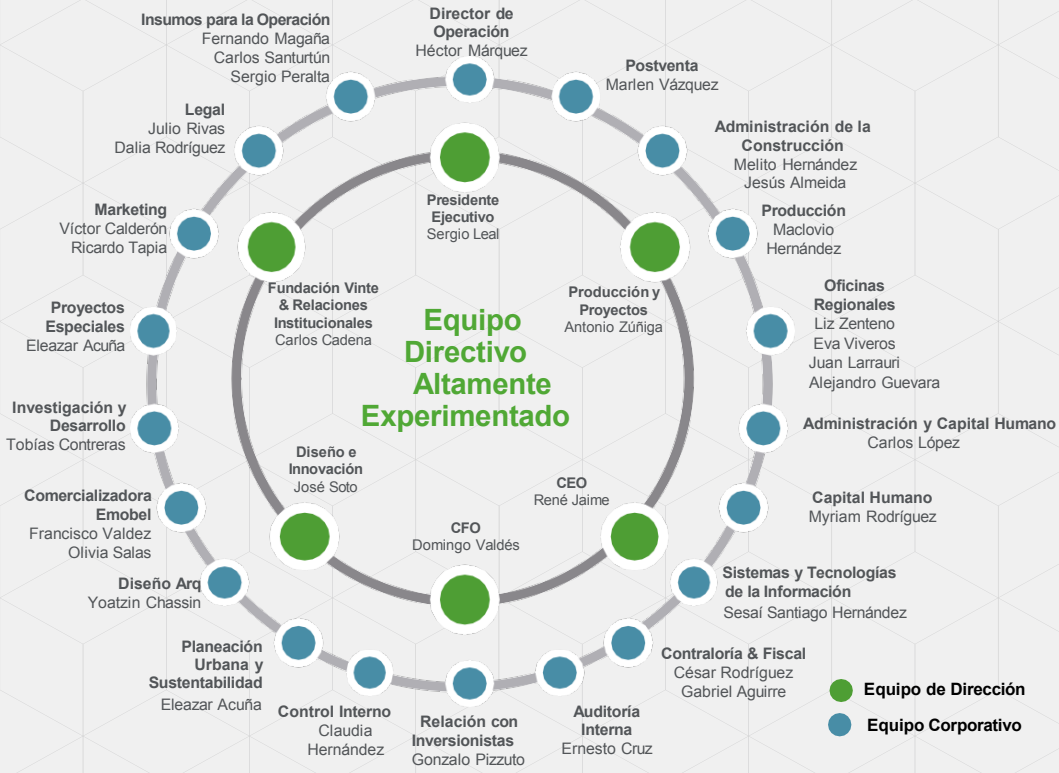 Insumos para la Operación
Fernando Magaña
Carlos Santurtún
Sergio Peralta
Director de
Operación
Héctor Márquez
Postventa
Marlen Vázquez
Legal
Julio Rivas
Dalia Rodríguez
Administración de la
Construcción
Melito Hernández
Jesús Almeida
Marketing
Víctor Calderón
Ricardo Tapia
Presidente
Ejecutivo
Sergio Leal
Producción
Maclovio
Hernández
Fundación Vinte
& Relaciones
Institucionales
Carlos Cadena
Producción y
Proyectos
Antonio Zúñiga
Oficinas
Regionales
Liz Zenteno
Eva Viveros
Juan Larrauri
Alejandro Guevara
Proyectos
Especiales
Eleazar Acuña
Equipo
Directivo
Altamente
Experimentado
Investigación y
Desarrollo
Tobías Contreras
Administración y Capital Humano
Carlos López
Diseño e
Innovación
José Soto
CEO
René Jaime
Comercializadora
Emobel
Francisco Valdez
Olivia Salas
CFO
Domingo Valdés
Capital Humano
Myriam Rodríguez
Diseño Arq
Yoatzin Chassin
Sistemas y Tecnologías
de la Información
Sesaí Santiago Hernández
Planeación
Urbana y
Sustentabilidad
Eleazar Acuña
Contraloría & Fiscal
César Rodríguez
Gabriel Aguirre
Control Interno
Claudia
Hernández
Relación con
Inversionistas
Gonzalo Pizzuto
Auditoría
Interna
Ernesto Cruz
Equipo de Dirección
Equipo Corporativo